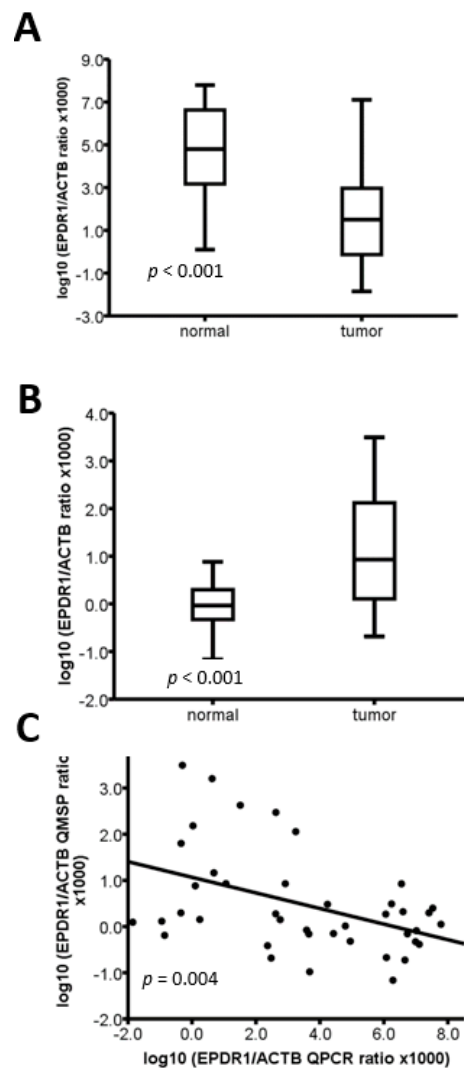 A
log10 (EPDR1/ACTB ratio x1000)
9.0
7.0
5.0
3.0
1.0
-1.0
-3.0
p < 0.001
normal tumor
B
log10 (EPDR1/ACTB ratio x1000)
4.0
3.0
2.0
1.0
0.0
-1.0
-2.0
p < 0.001
normal tumor
C
log10 (EPDR1/ACTB QMSP ratio
x1000)
3.0
2.0
1.0
0.0
-1.0
-2.0
p = 0.004
-2.0 0.0 2.0 4.0 6.0 8.0
log10 (EPDR1/ACTB QPCR ratio x1000)